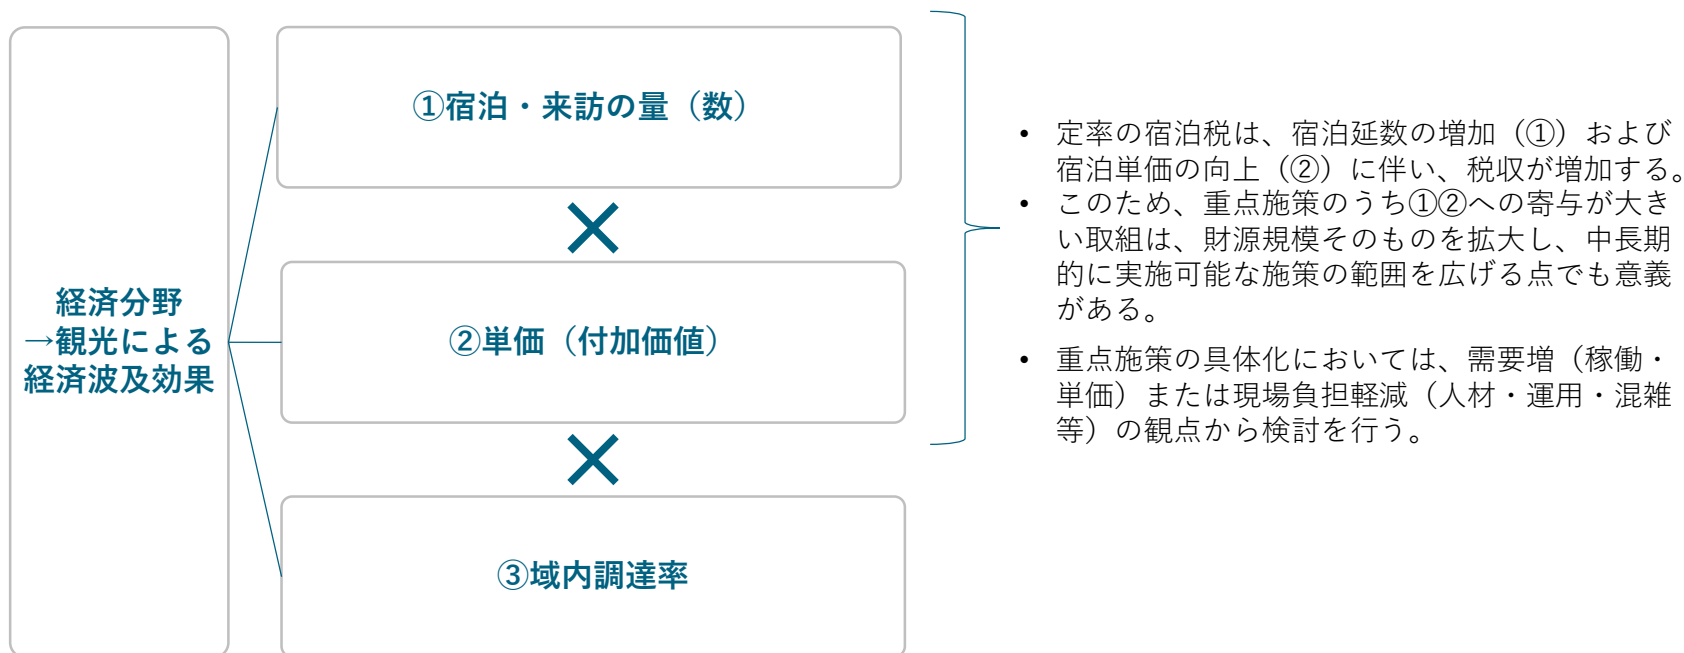 経済分野
→観光による
経済波及効果
①宿泊・来訪の量（数）
×
②単価（付加価値）
×
③域内調達率
• 定率の宿泊税は、宿泊延数の増加（①）および
宿泊単価の向上（②）に伴い、税収が増加する。
• このため、重点施策のうち①②への寄与が大き
い取組は、財源規模そのものを拡大し、中長期
的に実施可能な施策の範囲を広げる点でも意義
がある。
• 重点施策の具体化においては、需要増（稼働・
単価）または現場負担軽減（人材・運用・混雑
等）の観点から検討を行う。